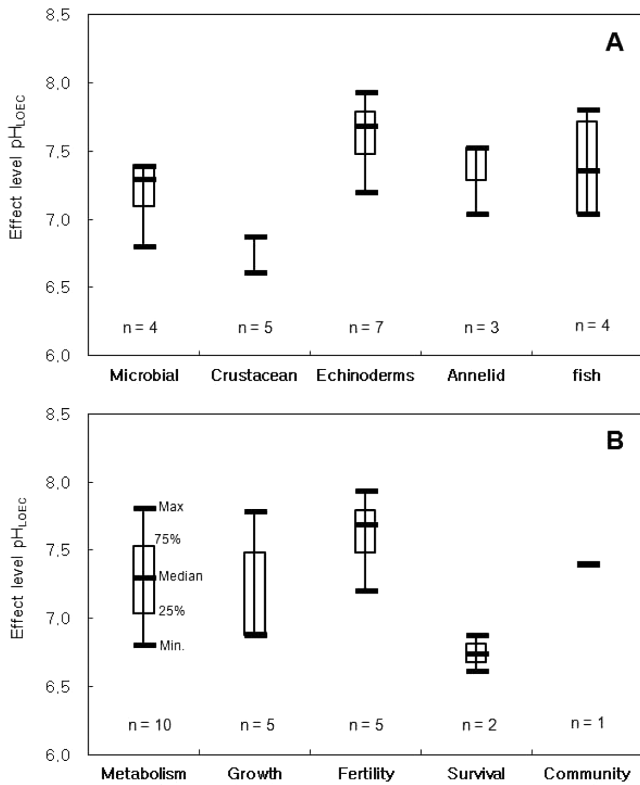 A
Effect level pHLOEC
8.5
8.0
7.5
7.0
6.5
6.0
n = 4 n = 5 n = 7 n = 3 n = 4
Microbial Crustacean Echinoderms Annelid fish
B
Effect level pHLOEC
8.5
8.0
7.5
7.0
6.5
6.0
Max
75%
Median
25%
Min.
n = 10 n = 5 n = 5 n = 2 n = 1
Metabolism Growth Fertility Survival Community